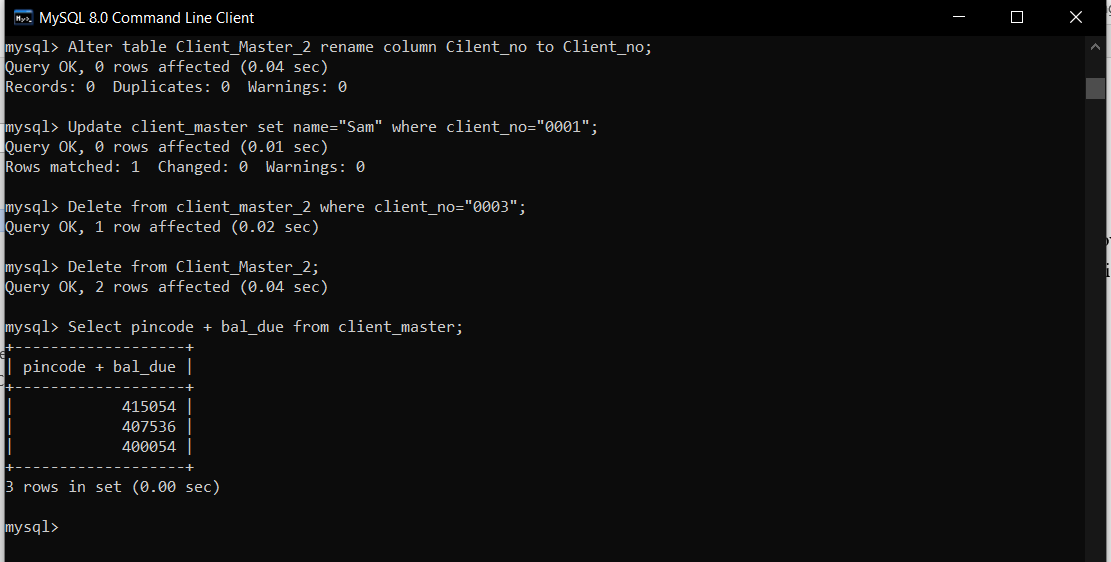 MySQL 8.0 Command Line Client
mysql> Alter table Client_Master_2 rename column Cilent_no to Client_no;
Query OK, 0 rows affected (0.04 sec)
Records: 0  Duplicates: 0  Warnings: 0
mysql> Update client_master set name="Sam" where client_no="0001";
Query OK, 0 rows affected (0.01 sec)
Rows matched: 1  Changed: 0  Warnings: 0
mysql> Delete from client_master_2 where client_no="0003";
Query OK, 1 row affected (0.02 sec)
mysql> Delete from Client_Master_2;
Query OK, 2 rows affected (0.04 sec)
mysql> Select pincode + bal_due from client_master;
+-------------------+
| pincode + bal_due |
+-------------------+
|            415054 |
|            407536 |
|            400054 |
+-------------------+
3 rows in set (0.00 sec)
mysql>